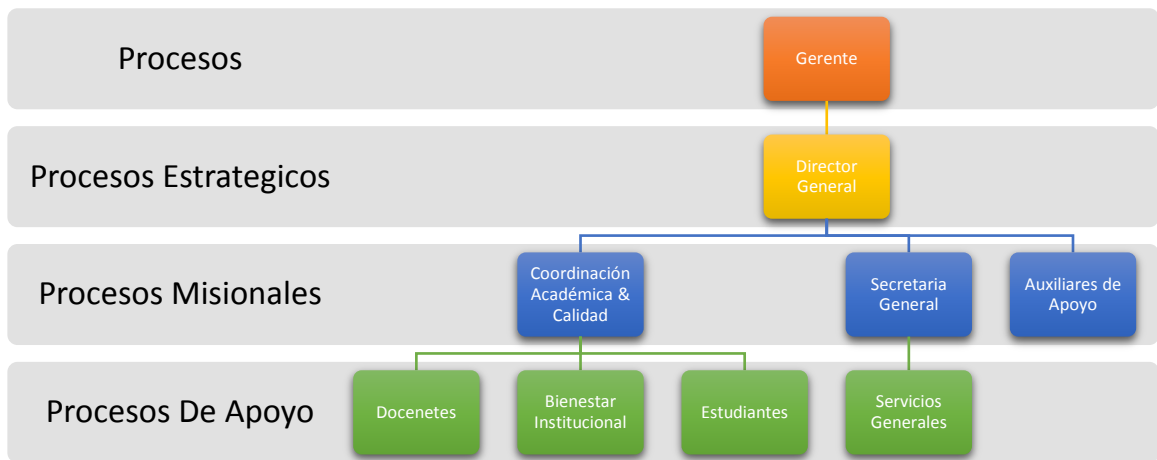 Procesos
Gerente
Procesos Estrategicos
Director
General
Procesos Misionales
Coordinación
Académica &
Calidad
Secretaria
General
Auxiliares de
Apoyo
Procesos De Apoyo
Docenetes
Bienestar
Institucional
Estudiantes
Servicios
Generales